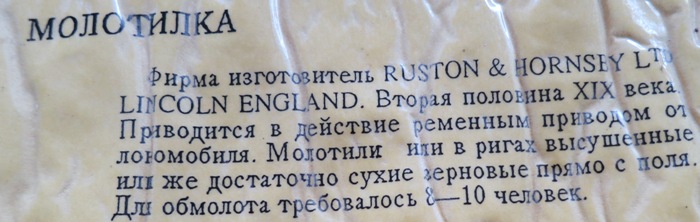 МОЛОТИЛКА
Фирма изготовитель RUSTON & HORNSBY LTD
LINCOLN ENGLAND. Вторая половина XIX века.
Приводится в действие ременным приводом от
локомобиля. Молотили или в ригах высушенные
или же достаточно сухие зерновые прямо с поля.
Для обмолота требовалось 8—10 человек.